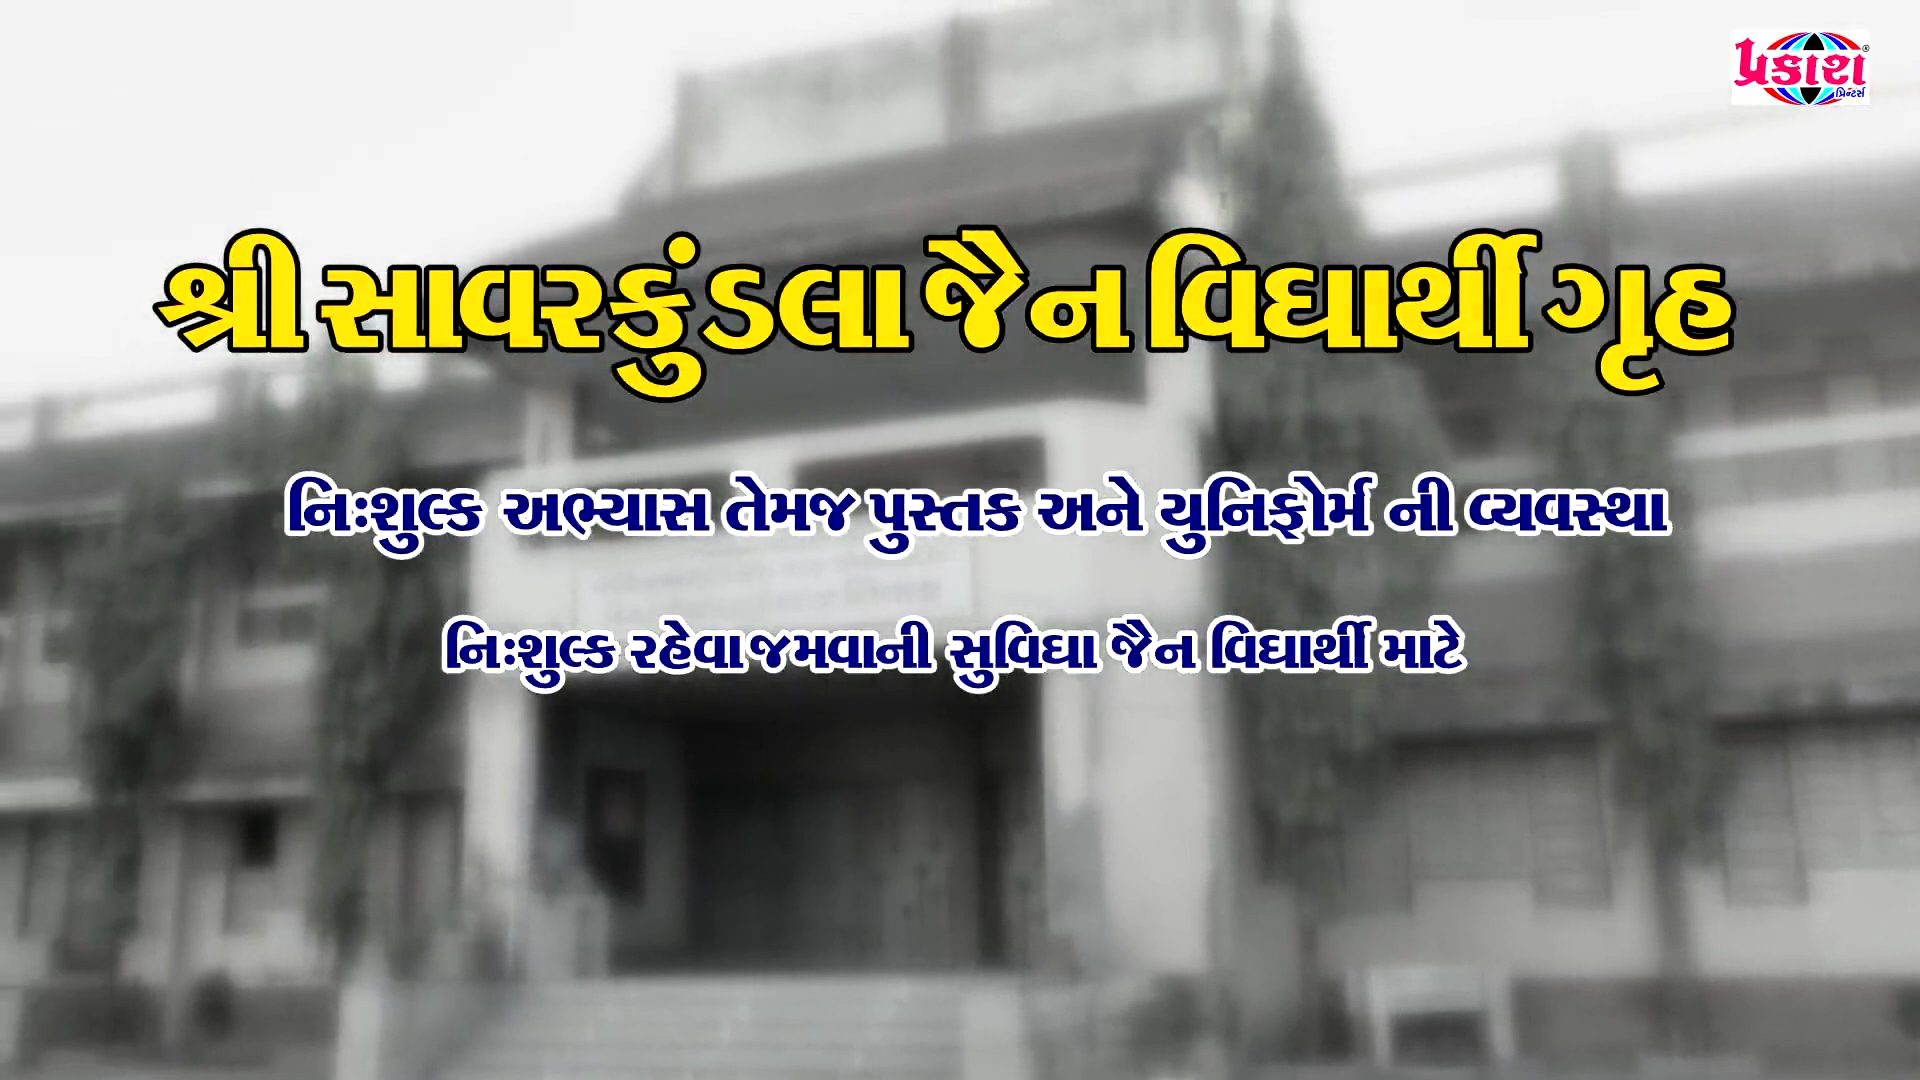 પ્રકાશ®
પ્રિન્ટર્સ
શ્રી સાવરકુંડલા જૈન વિદ્યાર્થી ગૃહ
નિઃશુલ્ક અભ્યાસ તેમજ પુસ્તક અને યુનિફોર્મ ની વ્યવસ્થા
નિઃશુલ્ક રહેવા જમવાની સુવિધા જૈન વિદ્યાર્થી માટે